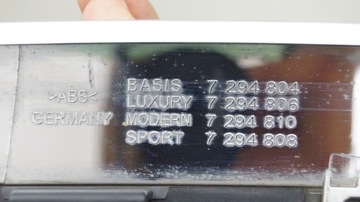 BASIS 7 294 804
>ABS< LUXURY 7 294 806
GERMANY MODERN 7 294 810
SPORT 7 294 808